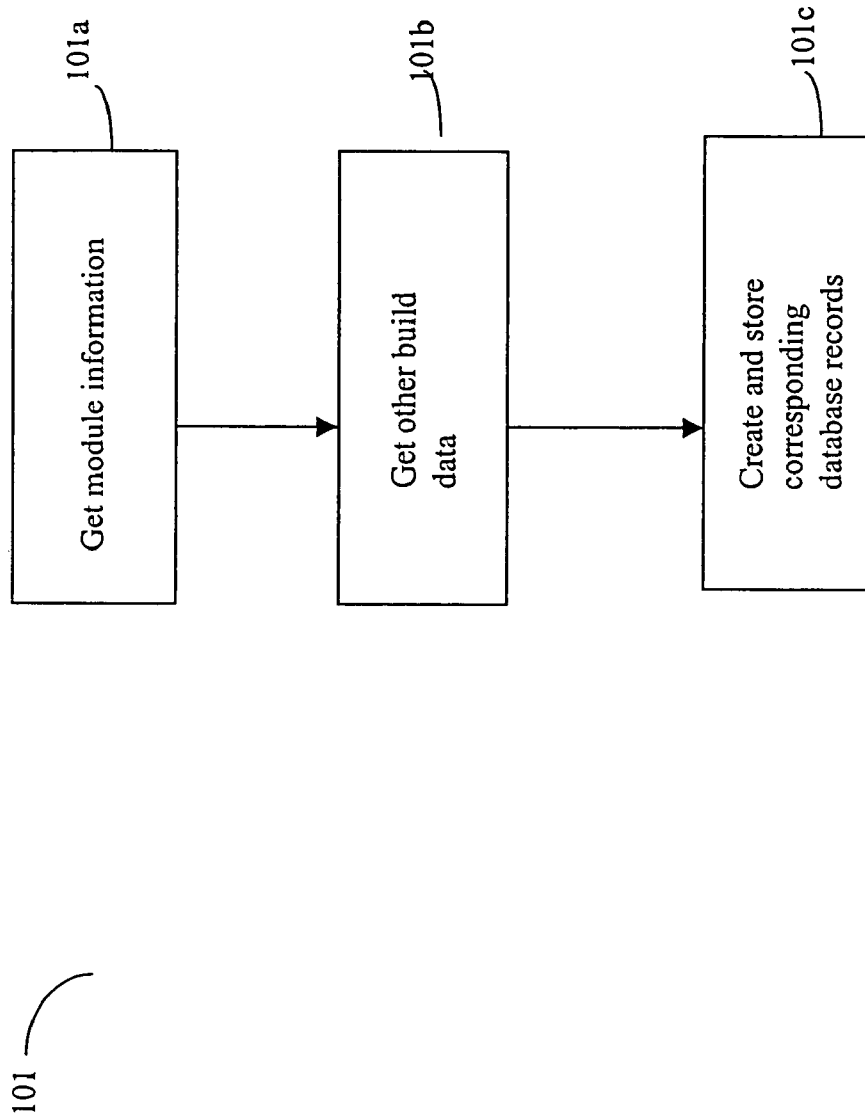 101
101a
Get module information
101b
Get other build
data
101c
Create and store
corresponding
database records